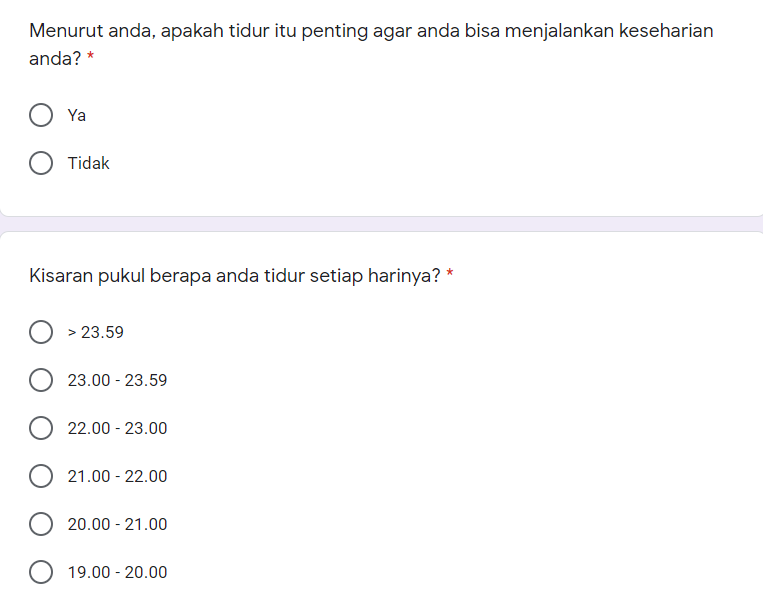 Menurut anda, apakah tidur itu penting agar anda bisa menjalankan keseharian
anda? *
Ya
Tidak
Kisaran pukul berapa anda tidur setiap harinya? *
> 23.59
23.00 - 23.59
22.00 - 23.00
21.00 - 22.00
20.00 - 21.00
19.00 - 20.00